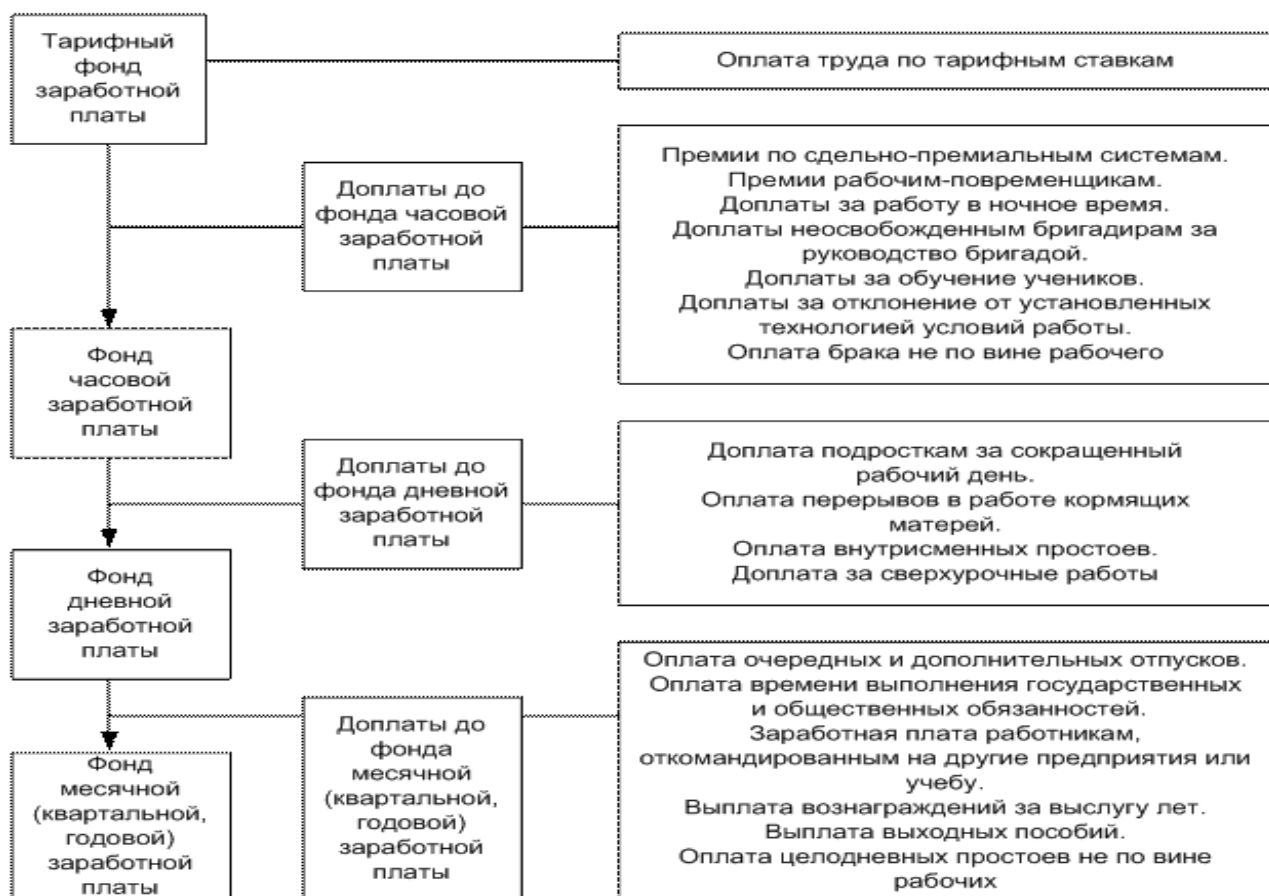 Тарифный
фонд
заработной
платы
Оплата труда по тарифным ставкам
Доплаты до
фонда часовой
заработной
платы
Премии по сдельно-премиальным системам.
Премии рабочим-повременщикам.
Доплаты за работу в ночное время.
Доплаты неосвобожденным бригадирам за
руководство бригадой.
Доплаты за обучение учеников.
Доплаты за отклонение от установленных
технологией условий работы.
Оплата брака не по вине рабочего
Фонд
часовой
заработной
платы
Доплаты до
фонда дневной
заработной
платы
Доплата подросткам за сокращенный
рабочий день.
Оплата перерывов в работе кормящих
матерей.
Оплата внутрисменных простоев.
Доплата за сверхурочные работы
Фонд
дневной
заработной
платы
Доплаты до
фонда
месячной
(квартальной,
годовой)
заработной
платы
Оплата очередных и дополнительных отпусков.
Оплата времени выполнения государственных
и общественных обязанностей.
Заработная плата работникам,
откомандированным на другие предприятия или
учебу.
Выплата вознаграждений за выслугу лет.
Выплата выходных пособий.
Оплата целодневных простоев не по вине
рабочих
Фонд
месячной
(квартальной,
годовой)
заработной
платы